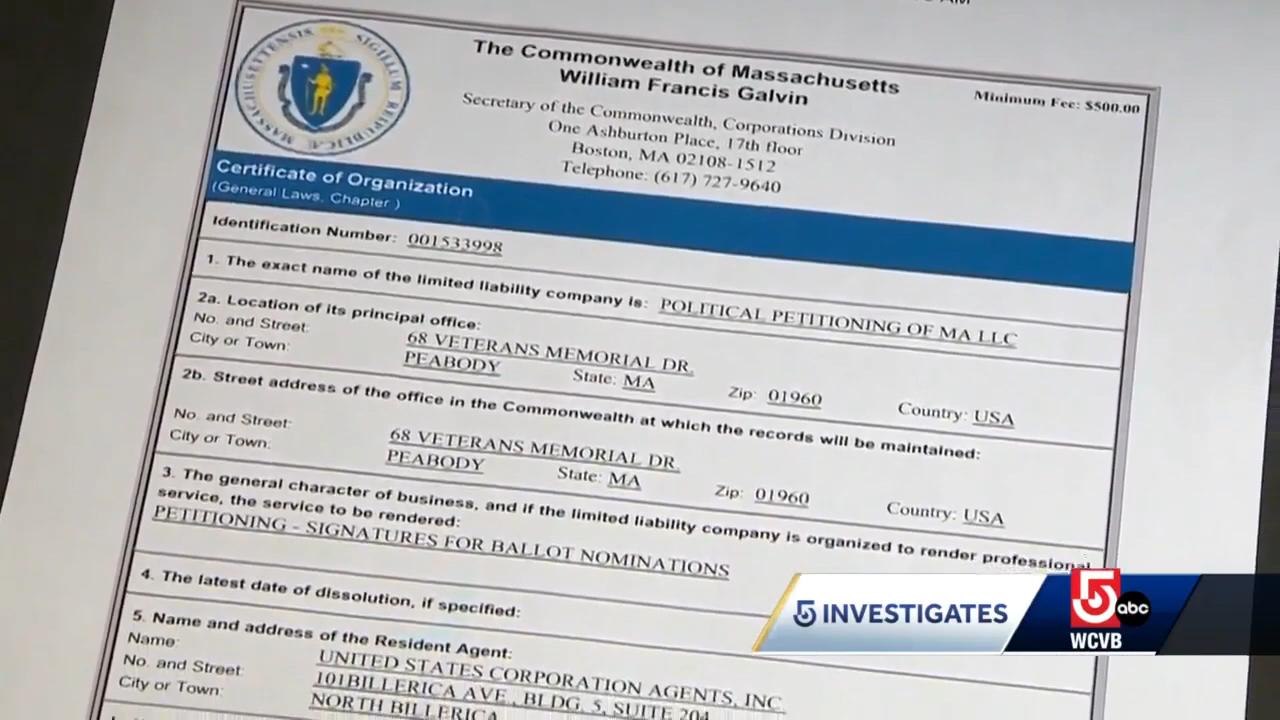 The Commonwealth of Massachusetts
William Francis Galvin
Minimum Fee: $500.00
Secretary of the Commonwealth, Corporations Division
One Ashburton Place, 17th floor
Boston, MA 02108-1512
Telephone: (617) 727-9640
Certificate of Organization
(General Laws, Chapter )
Identification Number: 001533998
1. The exact name of the limited liability company is: POLITICAL PETITIONING OF MA LLC
2a. Location of its principal office:
No. and Street: 68 VETERANS MEMORIAL DR.
City or Town: PEABODY State: MA Zip: 01960 Country: USA
2b. Street address of the office in the Commonwealth at which the records will be maintained:
No. and Street: 68 VETERANS MEMORIAL DR.
City or Town: PEABODY State: MA Zip: 01960 Country: USA
3. The general character of business, and if the limited liability company is organized to render professional
service, the service to be rendered:
PETITIONING - SIGNATURES FOR BALLOT NOMINATIONS
4. The latest date of dissolution, if specified:
5. Name and address of the Resident Agent:
Name: UNITED STATES CORPORATION AGENTS, INC.
No. and Street: 101BILLERICA AVE., BLDG. 5, SUITE 204
City or Town: NORTH BILLERICA
5 INVESTIGATES
5 abc
WCVB